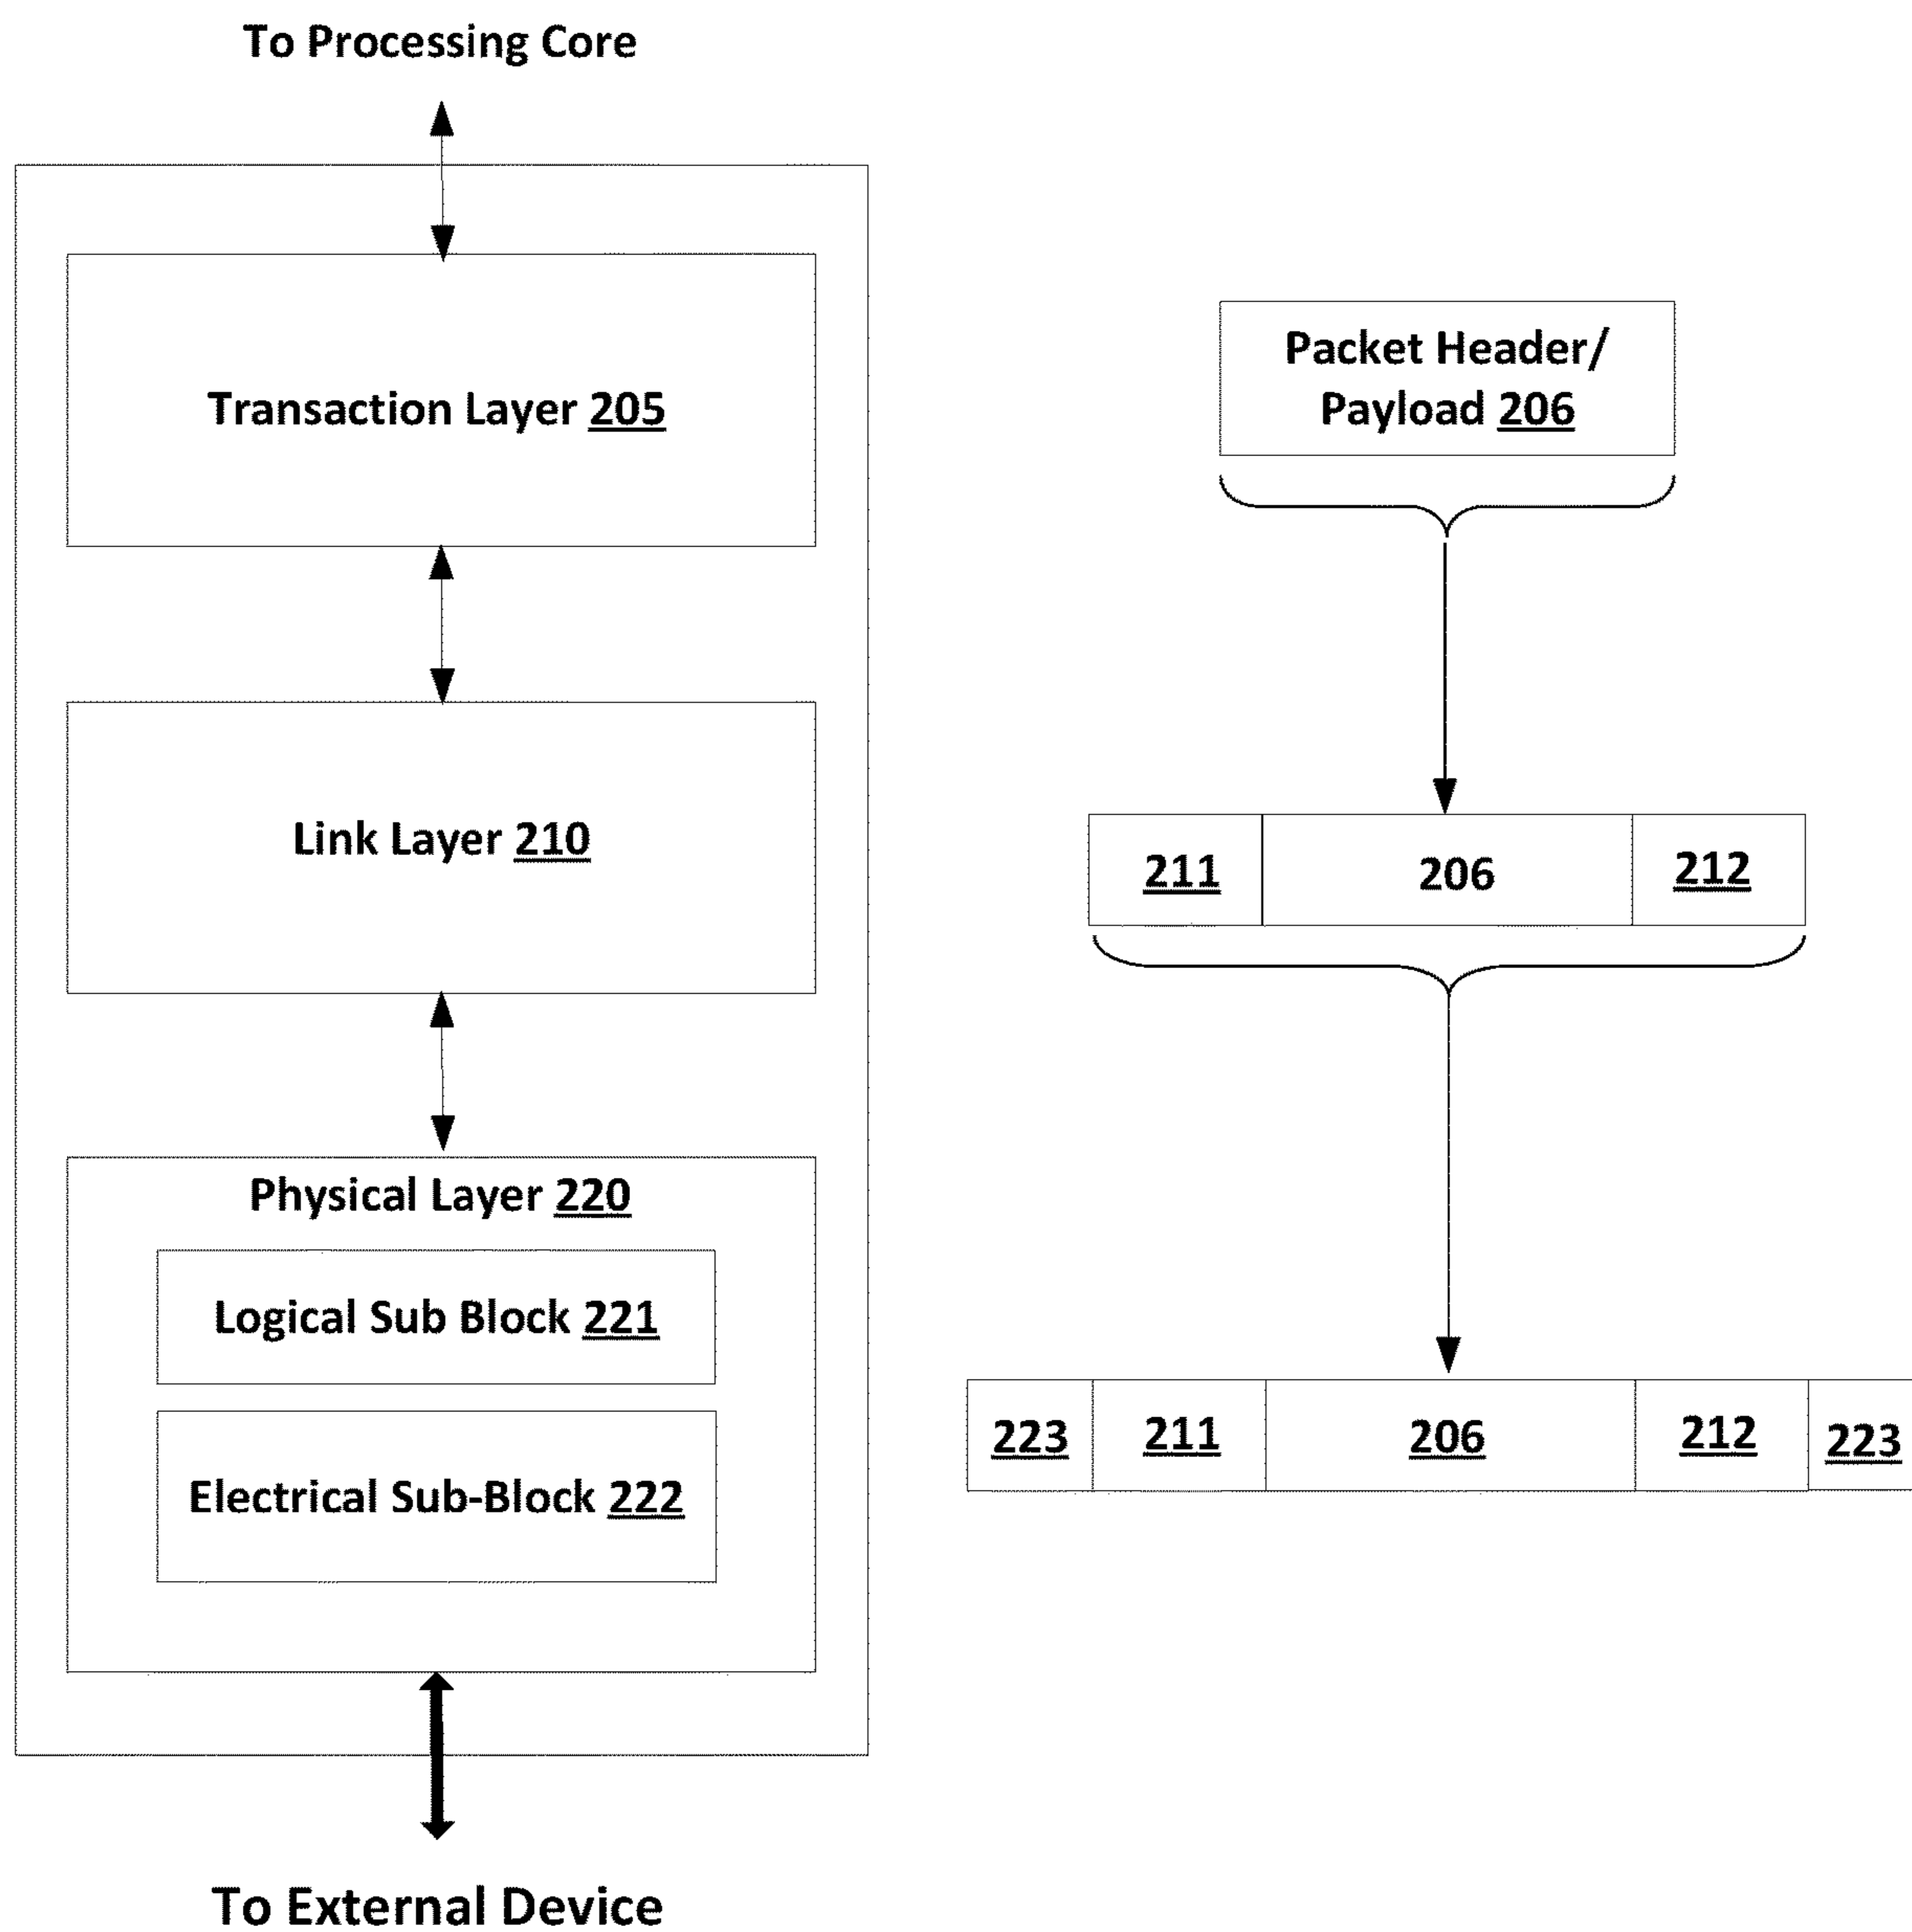 To Processing Core
Transaction Layer 205
Packet Header/
Payload 206
Link Layer 210
211 206 212
Physical Layer 220
Logical Sub Block 221
Electrical Sub-Block 222
223 211 206 212 223
To External Device